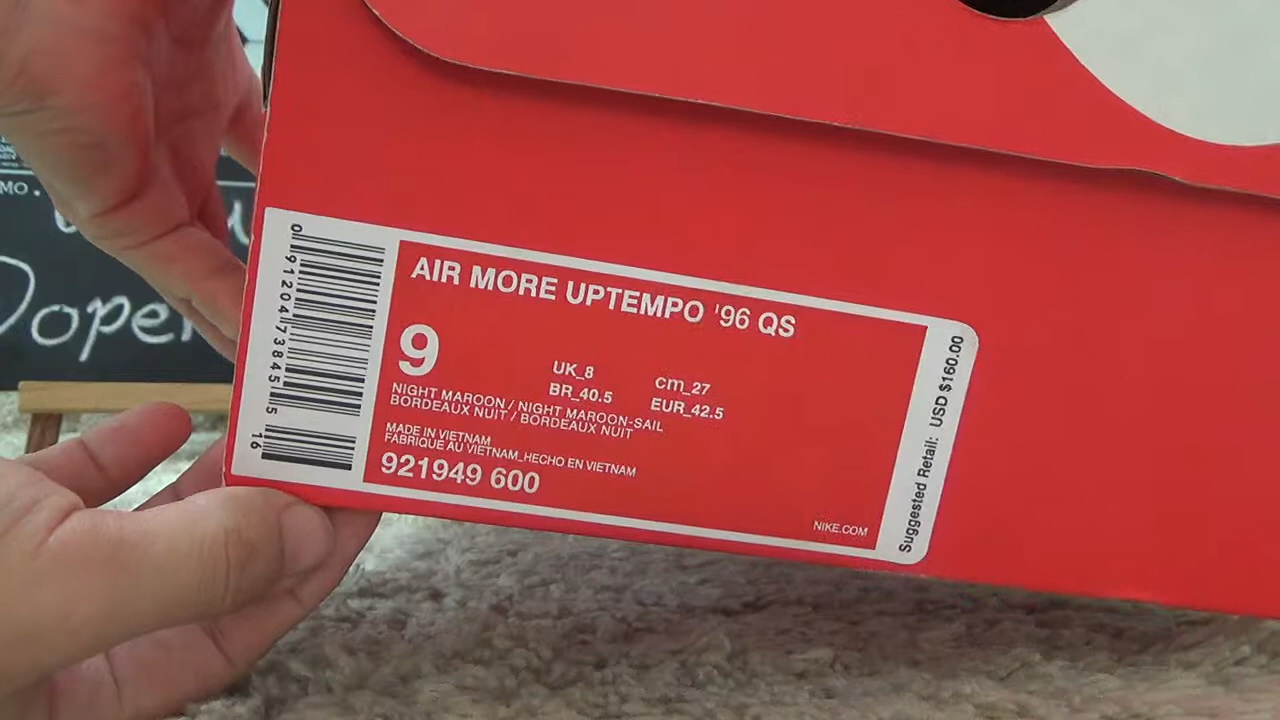 MO.
Doper
0 91204 73845 5
16
AIR MORE UPTEMPO '96 QS
9
UK_8 cm_27
BR_40.5 EUR_42.5
NIGHT MAROON / NIGHT MAROON-SAIL
BORDEAUX NUIT / BORDEAUX NUIT
MADE IN VIETNAM
FABRIQUE AU VIETNAM_HECHO EN VIETNAM
921949 600
NIKE.COM
Suggested Retail: USD $160.00